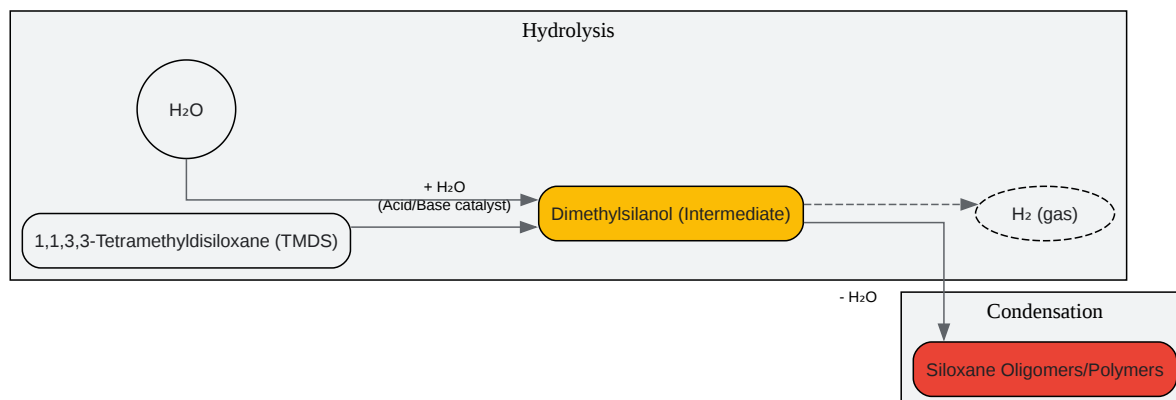 Hydrolysis
H₂O
+ H₂O
(Acid/Base catalyst)
1,1,3,3-Tetramethyldisiloxane (TMDS)
Dimethylsilanol (Intermediate)
H₂ (gas)
- H₂O
Condensation
Siloxane Oligomers/Polymers